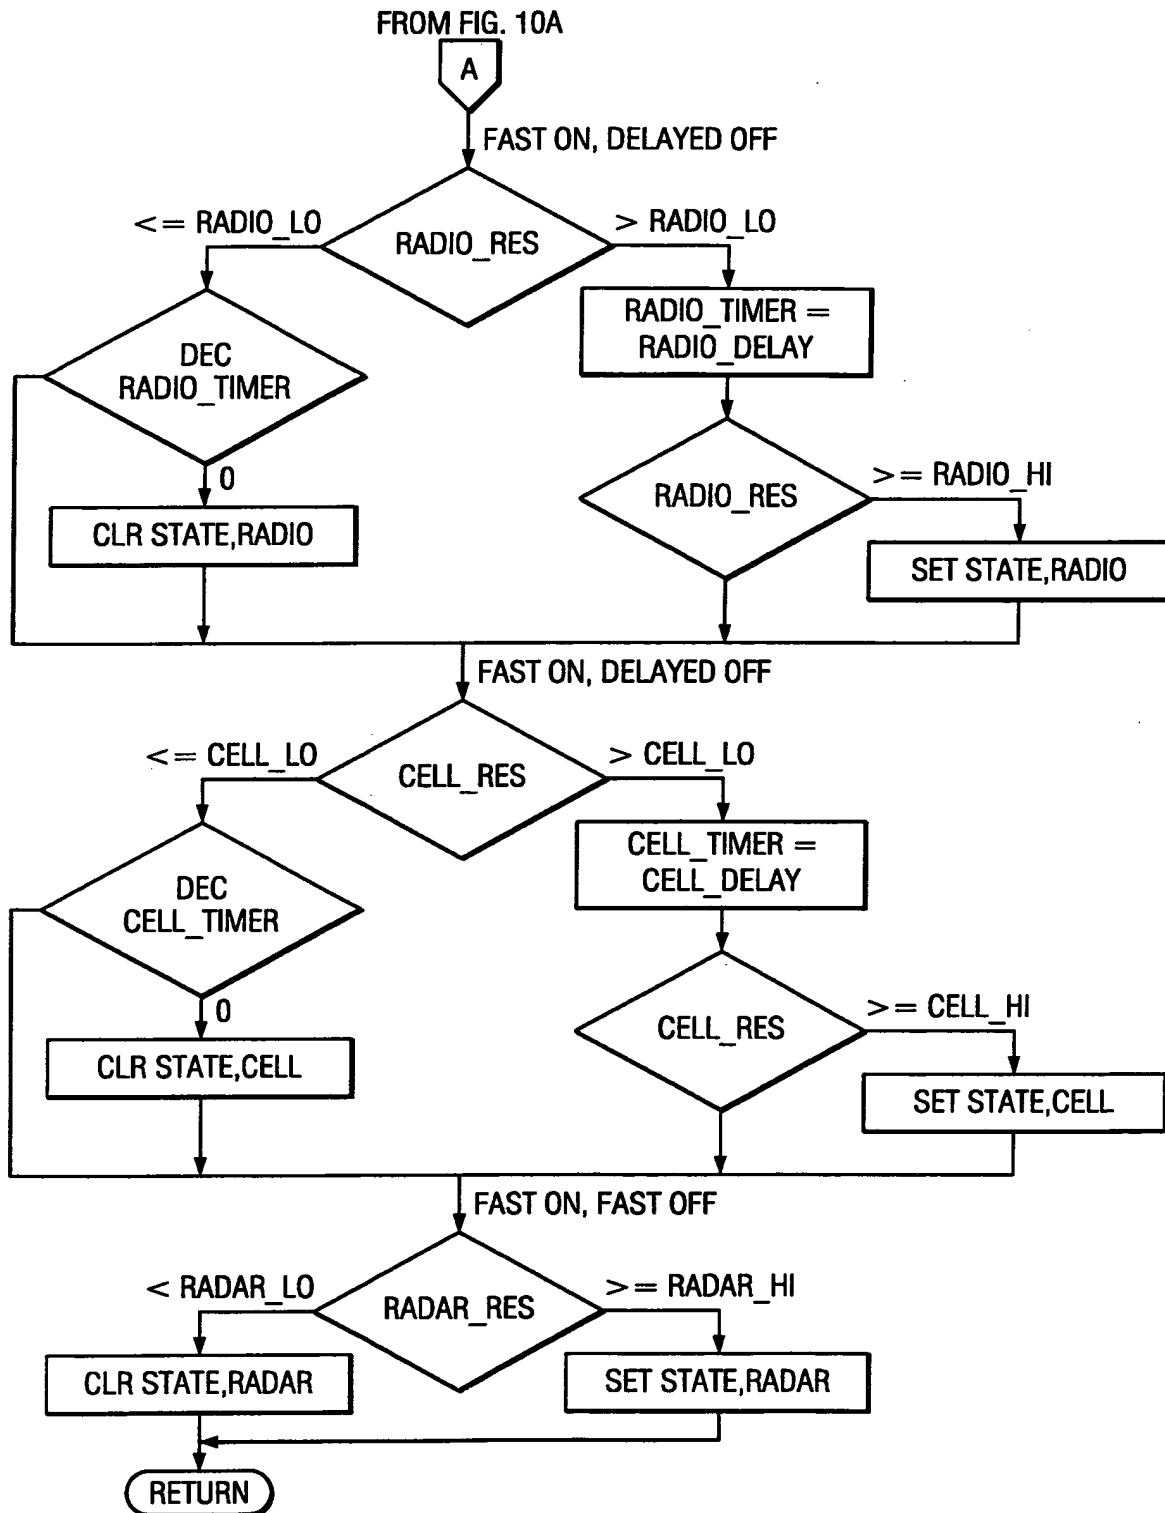 FROM FIG. 10A
A
FAST ON, DELAYED OFF
<= RADIO_LO
RADIO_RES
> RADIO_LO
RADIO_TIMER =
RADIO_DELAY
DEC
RADIO_TIMER
0
CLR STATE,RADIO
RADIO_RES
>= RADIO_HI
SET STATE,RADIO
FAST ON, DELAYED OFF
<= CELL_LO
CELL_RES
> CELL_LO
CELL_TIMER =
CELL_DELAY
DEC
CELL_TIMER
0
CLR STATE,CELL
CELL_RES
>= CELL_HI
SET STATE,CELL
FAST ON, FAST OFF
< RADAR_LO
RADAR_RES
>= RADAR_HI
CLR STATE,RADAR
SET STATE,RADAR
RETURN